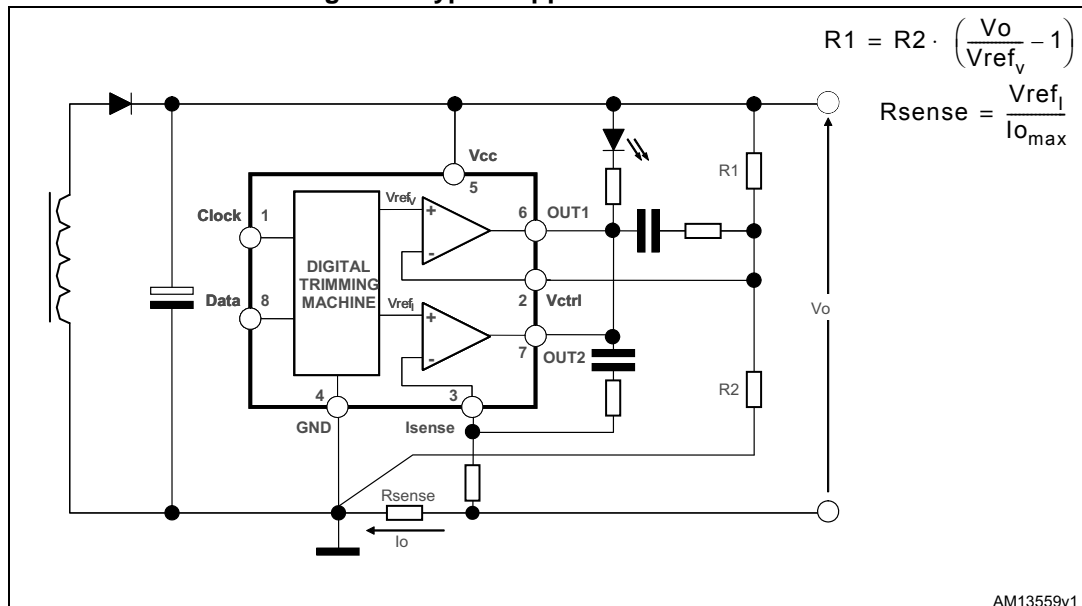 R1 = R2 · (Vo/Vref_v − 1)
Rsense = Vref_I/Io_max
Vcc
5
R1
Clock
1
Vref_v
+
-
6
OUT1
DIGITAL
TRIMMING
MACHINE
Data
8
2
Vctrl
Vref_i
+
-
7
OUT2
Vo
R2
4
GND
3
Isense
Rsense
Io
AM13559v1